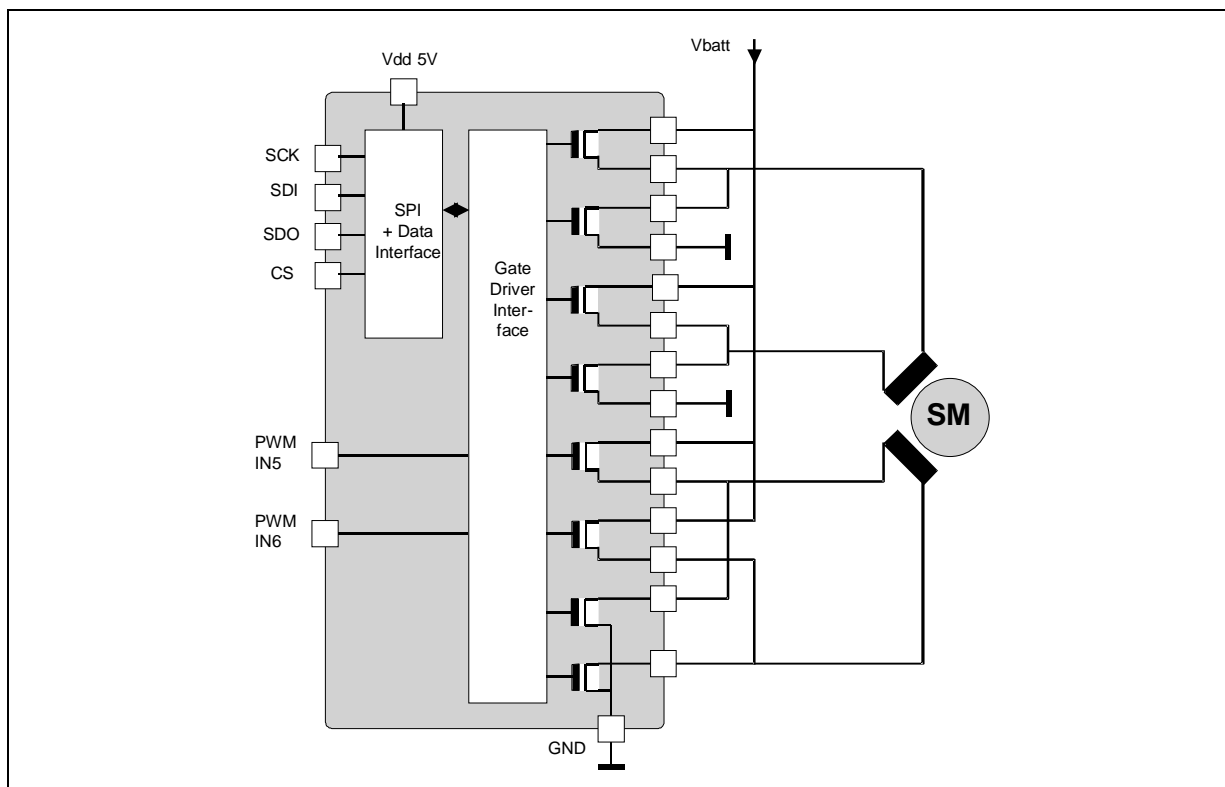 Vbatt
Vdd 5V
SCK
SDI
SDO
CS
SPI
+ Data
Interface
Gate
Driver
Inter-
face
SM
PWM
IN5
PWM
IN6
GND